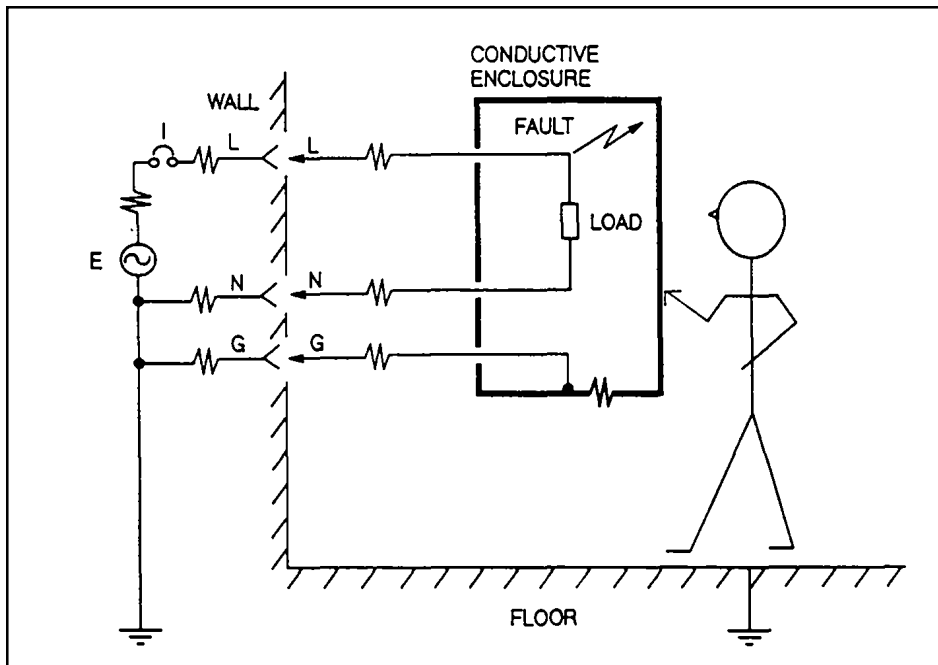 CONDUCTIVE
ENCLOSURE
WALL
FAULT
I
L
L
LOAD
E
N
N
G
G
FLOOR